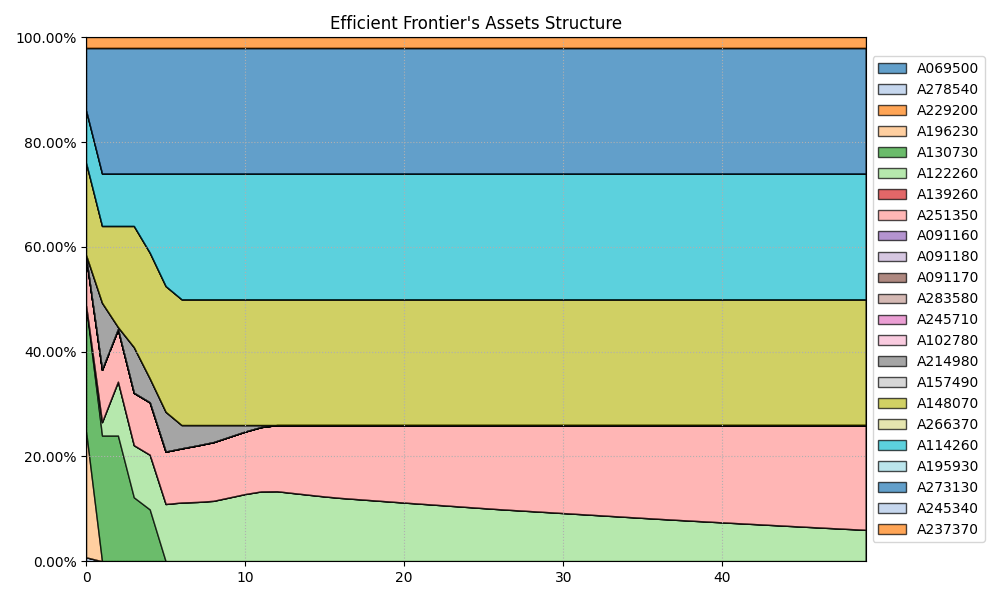 Efficient Frontier's Assets Structure
100.00%
80.00%
60.00%
40.00%
20.00%
0.00%
0
10
20
30
40
A069500
A278540
A229200
A196230
A130730
A122260
A139260
A251350
A091160
A091180
A091170
A283580
A245710
A102780
A214980
A157490
A148070
A266370
A114260
A195930
A273130
A245340
A237370